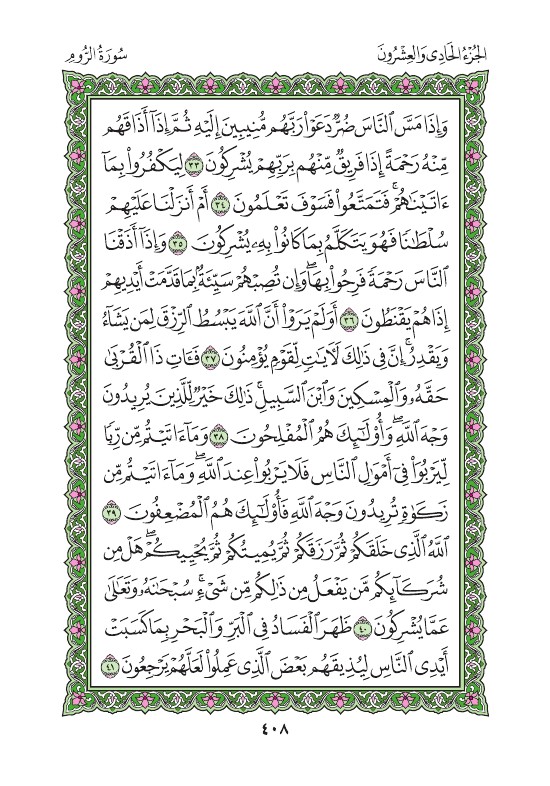 الجُزْءُ الحَادِي وَالعِشْرُونَ
سُورَةُ الرُّومِ
وَإِذَا مَسَّ ٱلنَّاسَ ضُرٌّ دَعَوْا۟ رَبَّهُم مُّنِيبِينَ إِلَيْهِ ثُمَّ إِذَآ أَذَاقَهُم
مِّنْهُ رَحْمَةً إِذَا فَرِيقٌ مِّنْهُم بِرَبِّهِمْ يُشْرِكُونَ ٣٣ لِيَكْفُرُوا۟ بِمَآ
ءَاتَيْنَٰهُمْ ۚ فَتَمَتَّعُوا۟ فَسَوْفَ تَعْلَمُونَ ٣٤ أَمْ أَنزَلْنَا عَلَيْهِمْ
سُلْطَٰنًا فَهُوَ يَتَكَلَّمُ بِمَا كَانُوا۟ بِهِۦ يُشْرِكُونَ ٣٥ وَإِذَآ أَذَقْنَا
ٱلنَّاسَ رَحْمَةً فَرِحُوا۟ بِهَا ۖ وَإِن تُصِبْهُمْ سَيِّئَةٌۢ بِمَا قَدَّمَتْ أَيْدِيهِمْ
إِذَا هُمْ يَقْنَطُونَ ٣٦ أَوَلَمْ يَرَوْا۟ أَنَّ ٱللَّهَ يَبْسُطُ ٱلرِّزْقَ لِمَن يَشَآءُ
وَيَقْدِرُ ۚ إِنَّ فِى ذَٰلِكَ لَءَايَٰتٍ لِّقَوْمٍ يُؤْمِنُونَ ٣٧ فَـَٔاتِ ذَا ٱلْقُرْبَىٰ
حَقَّهُۥ وَٱلْمِسْكِينَ وَٱبْنَ ٱلسَّبِيلِ ۚ ذَٰلِكَ خَيْرٌ لِّلَّذِينَ يُرِيدُونَ
وَجْهَ ٱللَّهِ ۖ وَأُو۟لَٰٓئِكَ هُمُ ٱلْمُفْلِحُونَ ٣٨ وَمَآ ءَاتَيْتُم مِّن رِّبًا
لِّيَرْبُوَا۟ فِىٓ أَمْوَٰلِ ٱلنَّاسِ فَلَا يَرْبُوا۟ عِندَ ٱللَّهِ ۖ وَمَآ ءَاتَيْتُم مِّن
زَكَوٰةٍ تُرِيدُونَ وَجْهَ ٱللَّهِ فَأُو۟لَٰٓئِكَ هُمُ ٱلْمُضْعِفُونَ ٣٩
ٱللَّهُ ٱلَّذِى خَلَقَكُمْ ثُمَّ رَزَقَكُمْ ثُمَّ يُمِيتُكُمْ ثُمَّ يُحْيِيكُمْ ۖ هَلْ مِن
شُرَكَآئِكُم مَّن يَفْعَلُ مِن ذَٰلِكُم مِّن شَىْءٍ ۚ سُبْحَٰنَهُۥ وَتَعَٰلَىٰ
عَمَّا يُشْرِكُونَ ٤٠ ظَهَرَ ٱلْفَسَادُ فِى ٱلْبَرِّ وَٱلْبَحْرِ بِمَا كَسَبَتْ
أَيْدِى ٱلنَّاسِ لِيُذِيقَهُم بَعْضَ ٱلَّذِى عَمِلُوا۟ لَعَلَّهُمْ يَرْجِعُونَ ٤١
٤٠٨